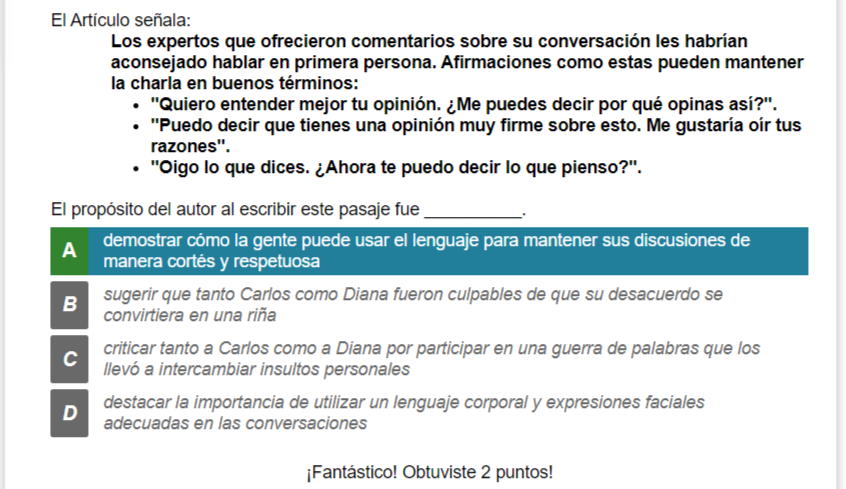 El Artículo señala:
Los expertos que ofrecieron comentarios sobre su conversación les habrían
aconsejado hablar en primera persona. Afirmaciones como estas pueden mantener
la charla en buenos términos:
• "Quiero entender mejor tu opinión. ¿Me puedes decir por qué opinas así?".
• "Puedo decir que tienes una opinión muy firme sobre esto. Me gustaría oír tus
razones".
• "Oigo lo que dices. ¿Ahora te puedo decir lo que pienso?".
El propósito del autor al escribir este pasaje fue __________.
A demostrar cómo la gente puede usar el lenguaje para mantener sus discusiones de
manera cortés y respetuosa
B sugerir que tanto Carlos como Diana fueron culpables de que su desacuerdo se
convirtiera en una riña
C criticar tanto a Carlos como a Diana por participar en una guerra de palabras que los
llevó a intercambiar insultos personales
D destacar la importancia de utilizar un lenguaje corporal y expresiones faciales
adecuadas en las conversaciones
¡Fantástico! Obtuviste 2 puntos!